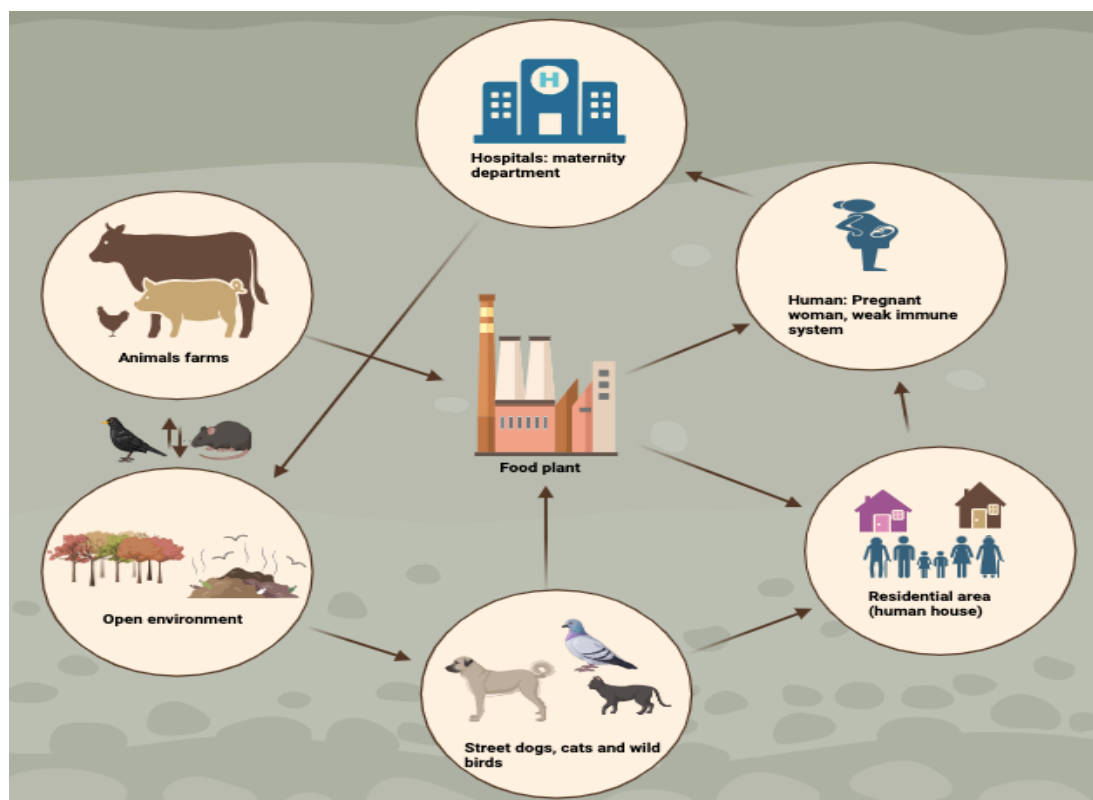 H
Hospitals: maternity
department
Human: Pregnant
woman, weak immune
system
Animals farms
Food plant
Open environment
Residential area
(human house)
Street dogs, cats and wild
birds